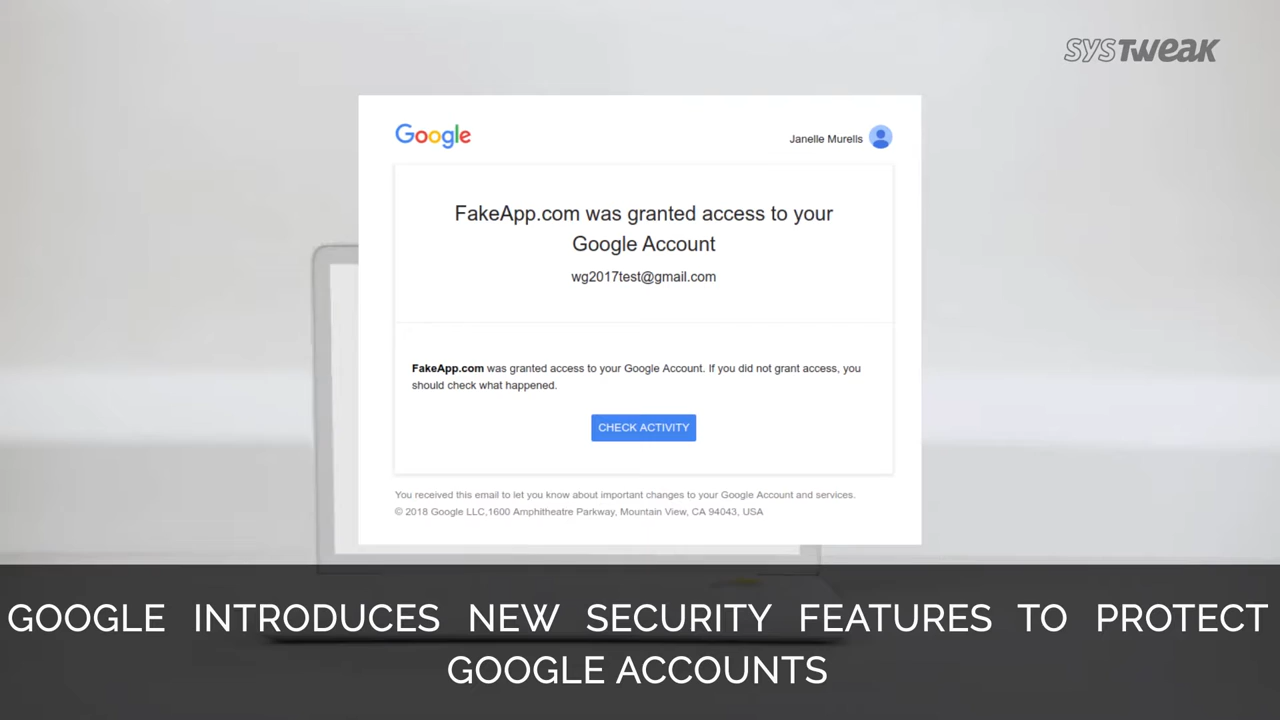 SYSTWEAK
Google
Janelle Murells
FakeApp.com was granted access to your
Google Account
wg2017test@gmail.com
FakeApp.com was granted access to your Google Account. If you did not grant access, you
should check what happened.
CHECK ACTIVITY
You received this email to let you know about important changes to your Google Account and services.
© 2018 Google LLC,1600 Amphitheatre Parkway, Mountain View, CA 94043, USA
GOOGLE INTRODUCES NEW SECURITY FEATURES TO PROTECT
GOOGLE ACCOUNTS